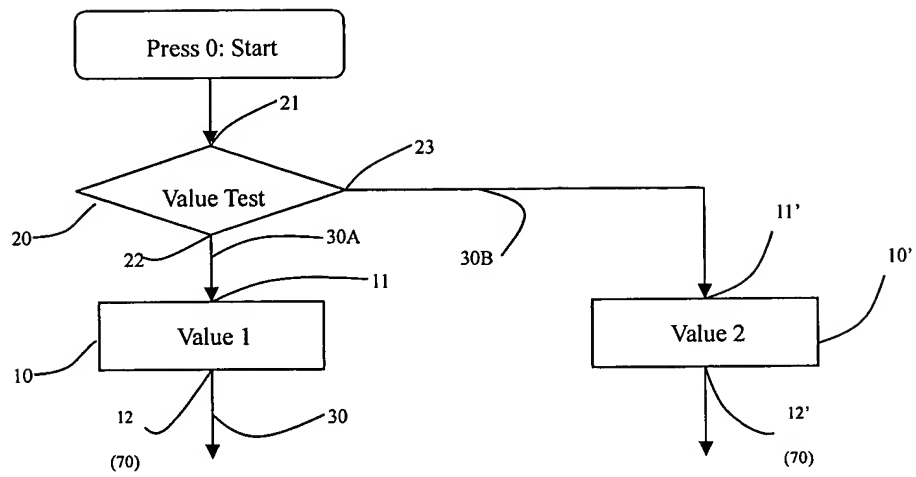 Press 0: Start
21
23
Value Test
20
22
30A
30B
11'
11
10'
Value 1
Value 2
10
12
30
12'
(70)
(70)